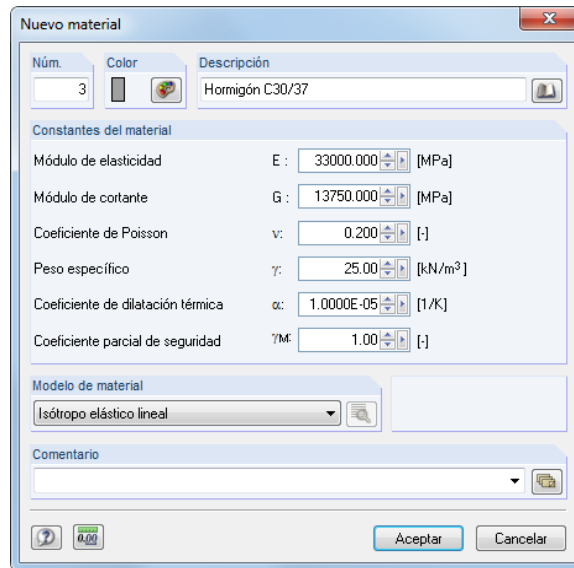 Nuevo material
Núm. Color Descripción
3 Hormigón C30/37
Constantes del material
Módulo de elasticidad E : 33000.000 [MPa]
Módulo de cortante G : 13750.000 [MPa]
Coeficiente de Poisson ν: 0.200 [-]
Peso específico γ: 25.00 [kN/m³]
Coeficiente de dilatación térmica α: 1.0000E-05 [1/K]
Coeficiente parcial de seguridad γM: 1.00 [-]
Modelo de material
Isótropo elástico lineal
Comentario
0.00 Aceptar Cancelar